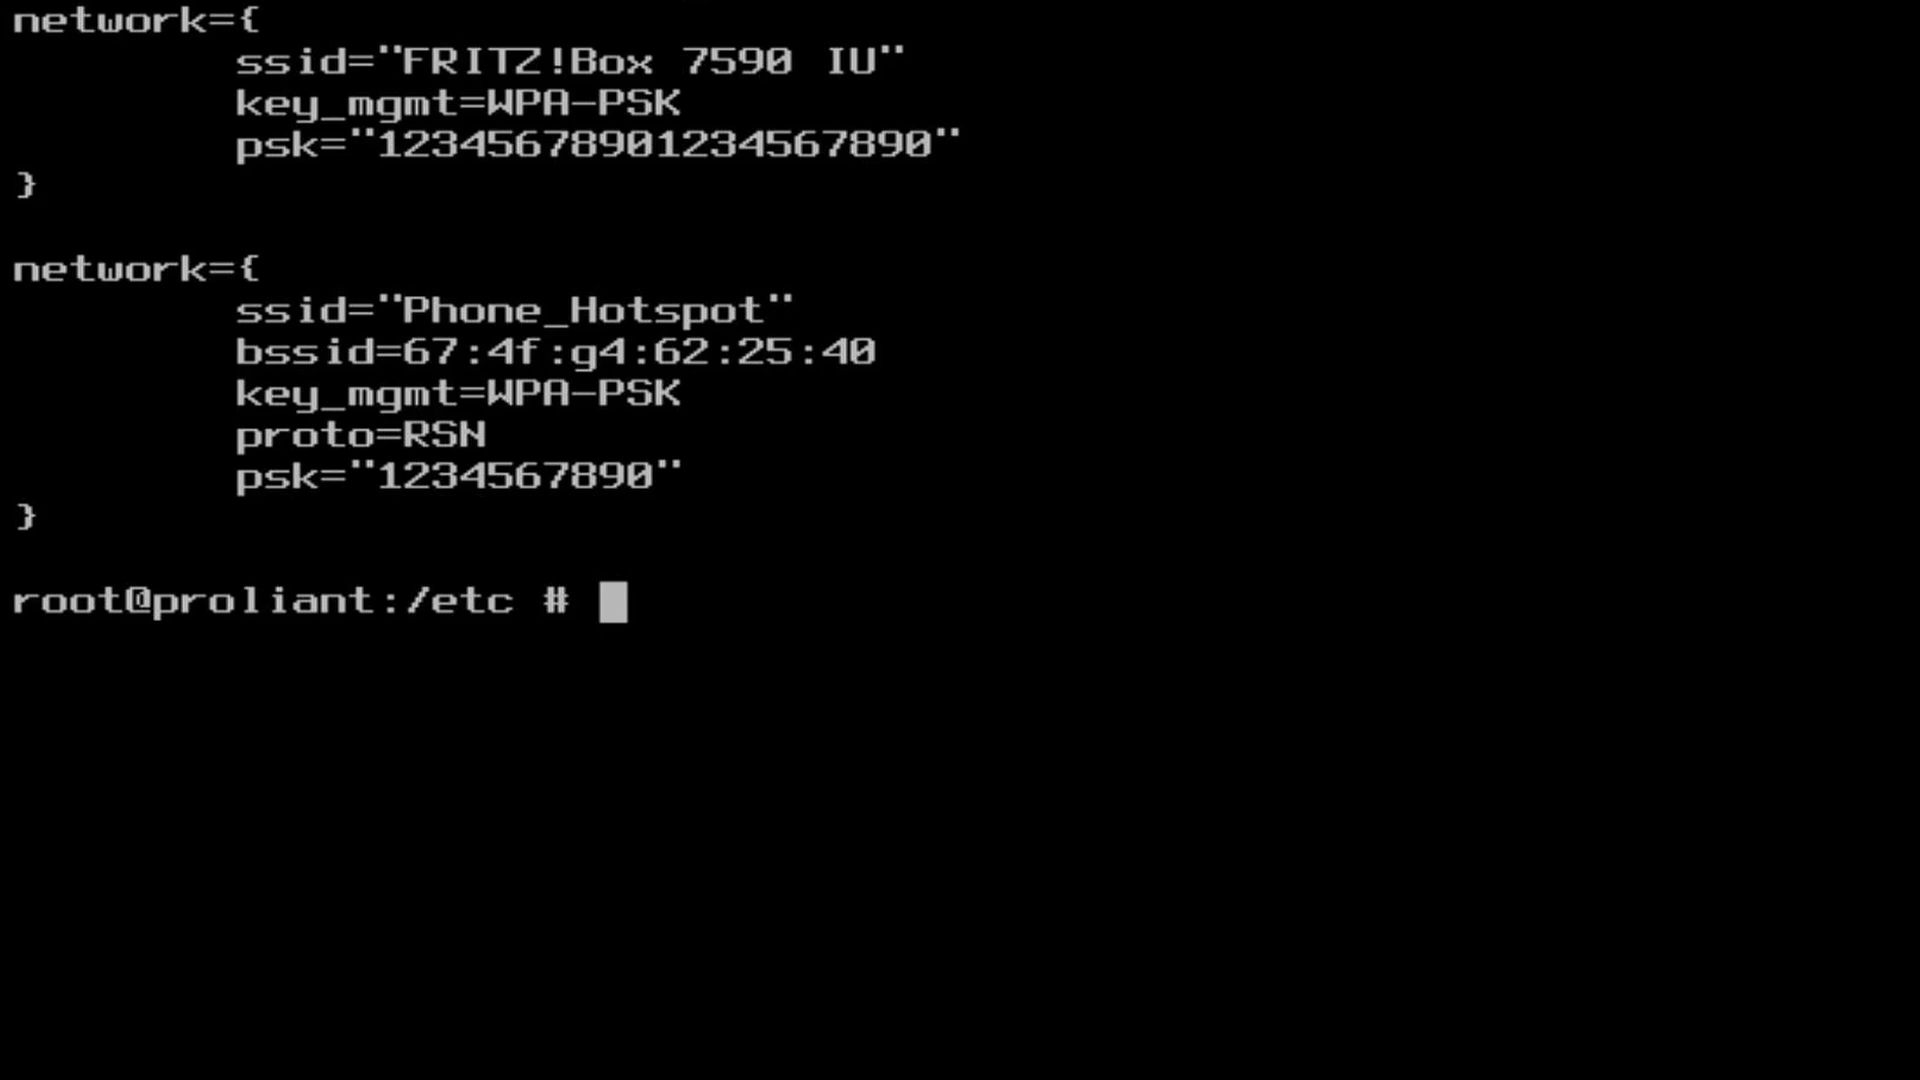 network={
ssid="FRITZ!Box 7590 IU"
key_mgmt=WPA-PSK
psk="12345678901234567890"
}
network={
ssid="Phone_Hotspot"
bssid=67:4f:g4:62:25:40
key_mgmt=WPA-PSK
proto=RSN
psk="1234567890"
}
root@proliant:/etc #